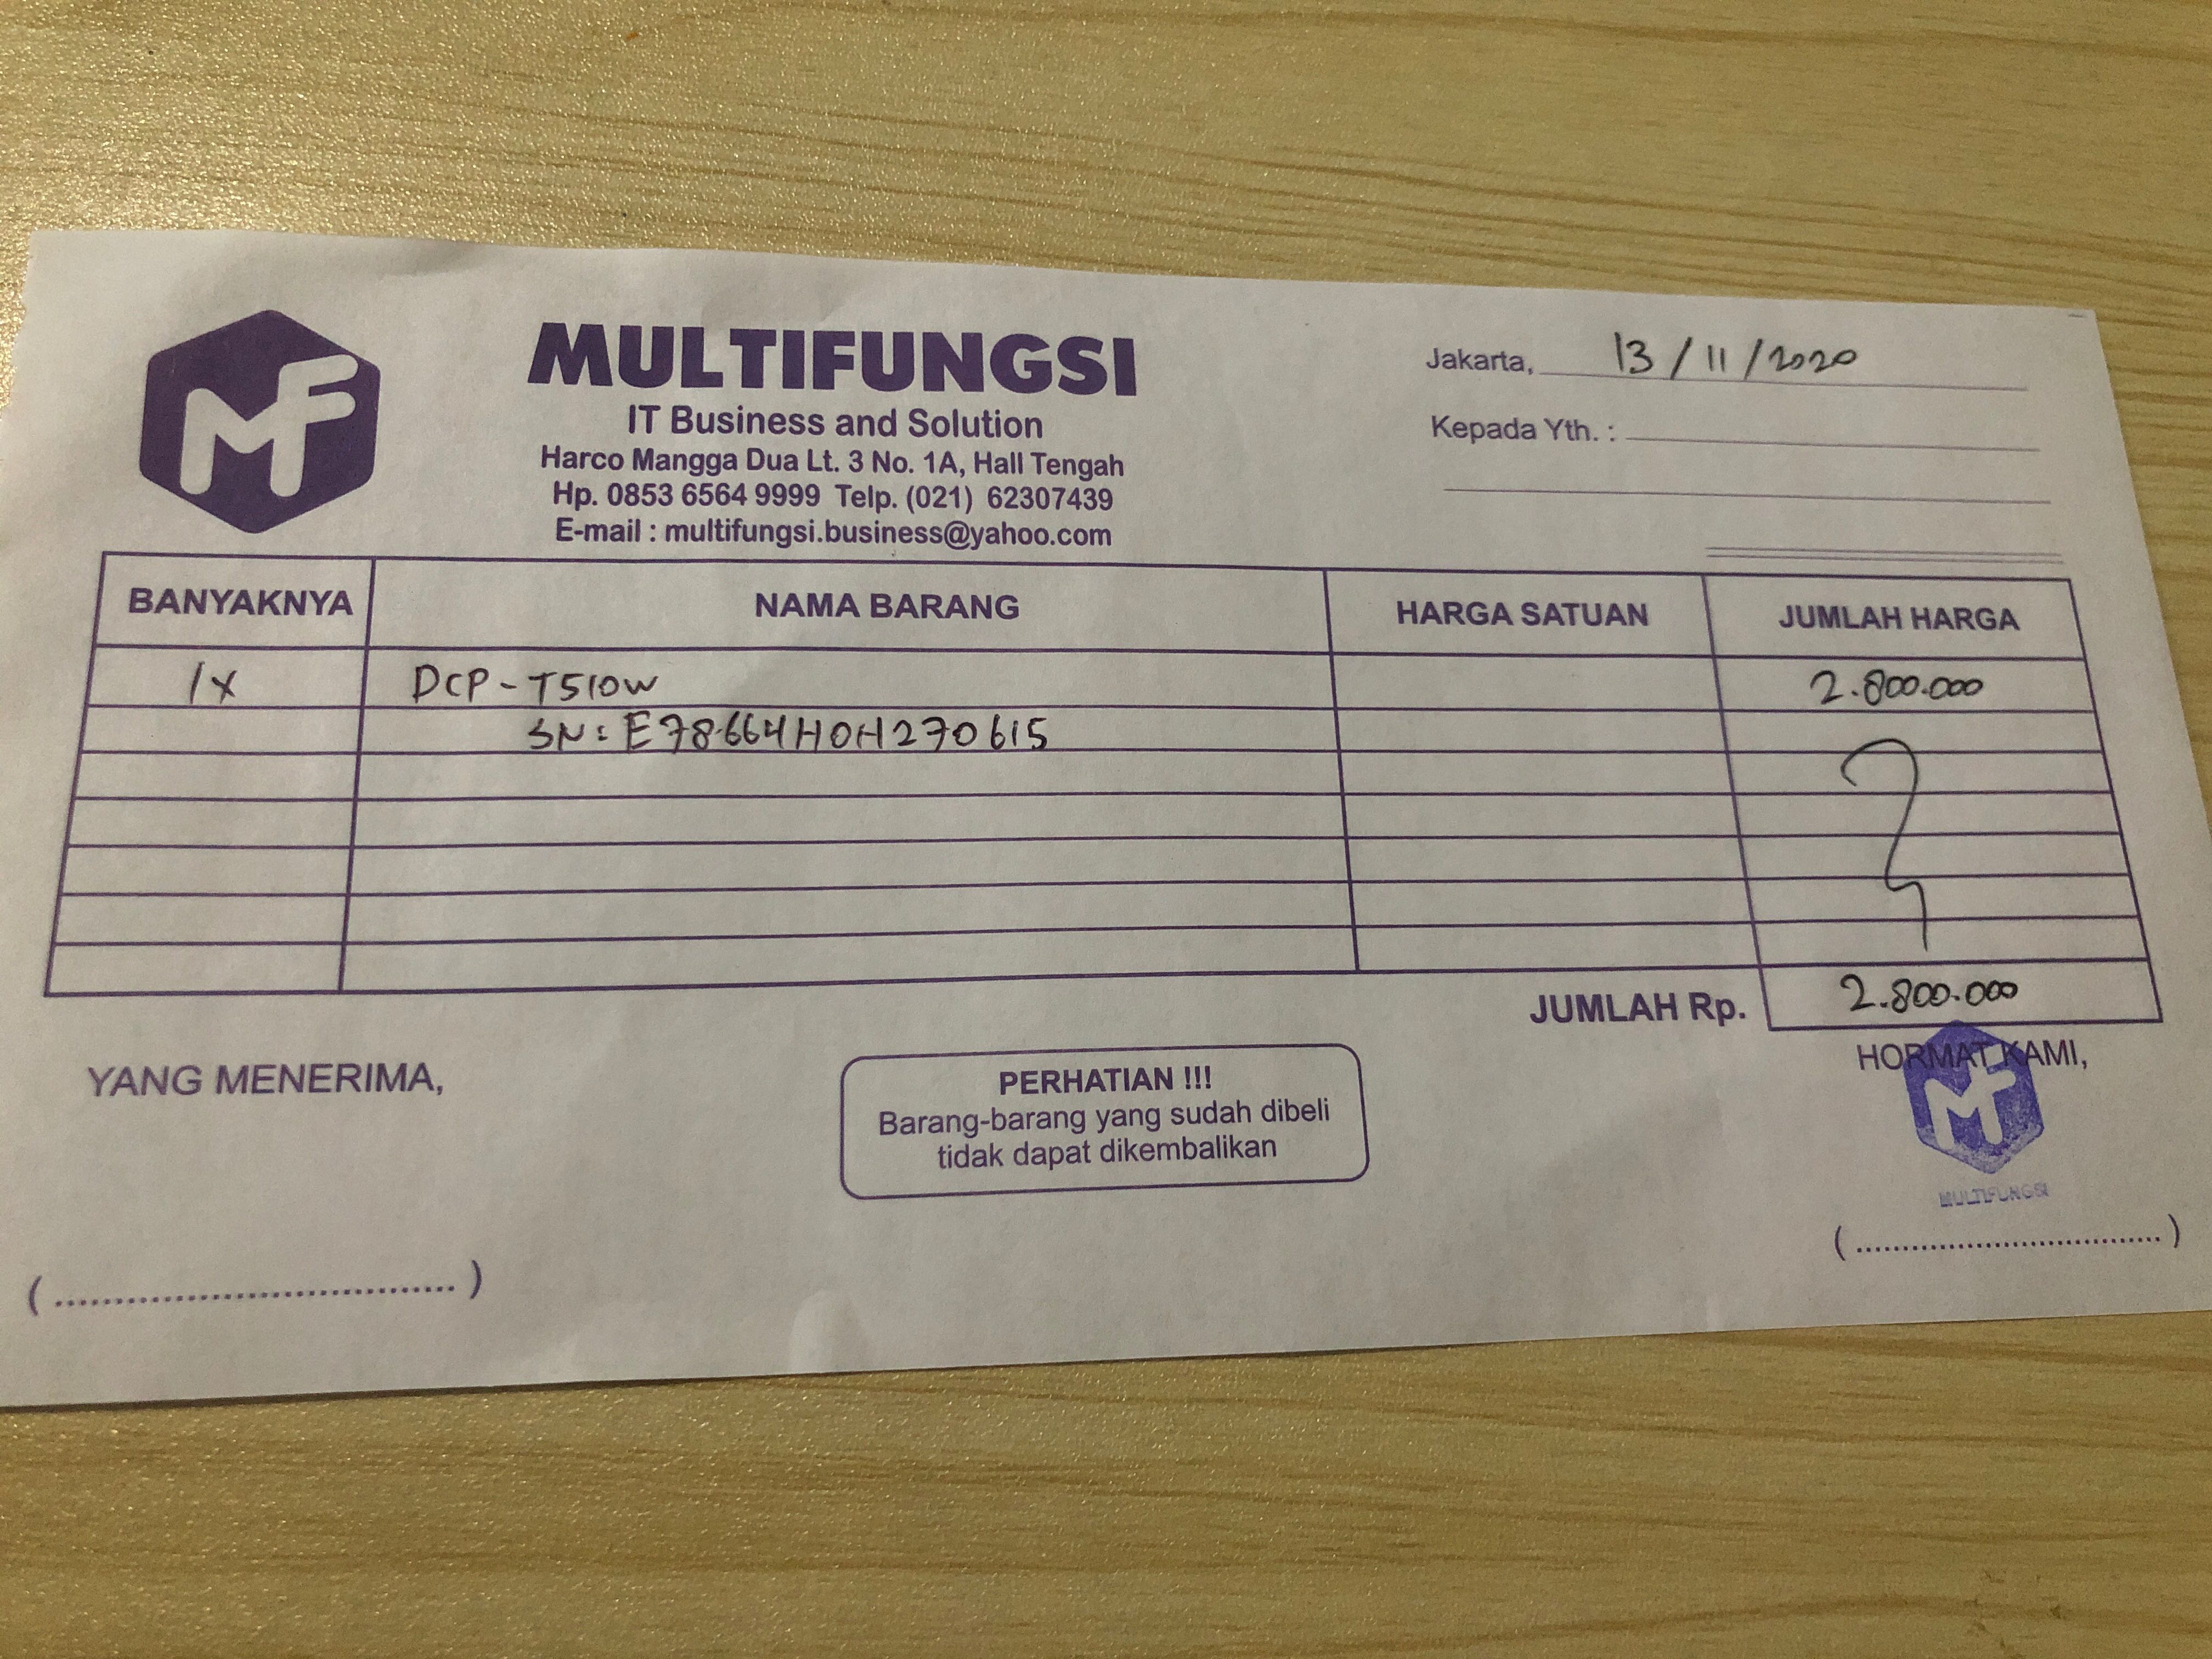 MF
MULTIFUNGSI
IT Business and Solution
Harco Mangga Dua Lt. 3 No. 1A, Hall Tengah
Hp. 0853 6564 9999 Telp. (021) 62307439
E-mail : multifungsi.business@yahoo.com
Jakarta, 13/11/2020
Kepada Yth. :
BANYAKNYA NAMA BARANG HARGA SATUAN JUMLAH HARGA
1x DCP-T510W 2.800.000
SN: E78664H0H270615
JUMLAH Rp. 2.800.000
YANG MENERIMA,
PERHATIAN !!!
Barang-barang yang sudah dibeli
tidak dapat dikembalikan
HORMAT KAMI,
MF
MULTIFUNGSI
(....................................)
(....................................)